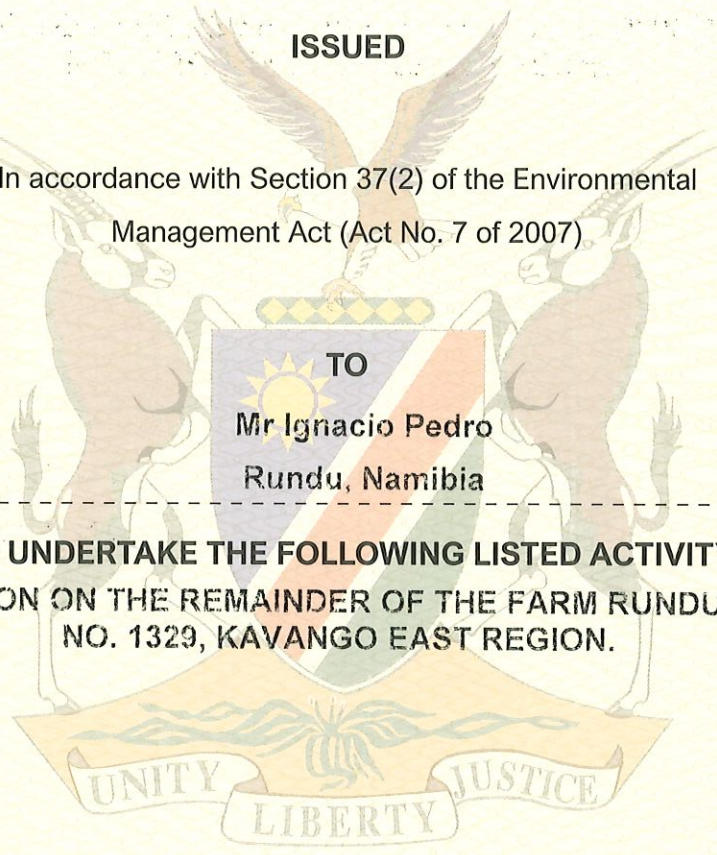 ISSUED
In accordance with Section 37(2) of the Environmental
Management Act (Act No. 7 of 2007)
TO
Mr Ignacio Pedro
Rundu, Namibia
UNDERTAKE THE FOLLOWING LISTED ACTIVITY
ON ON THE REMAINDER OF THE FARM RUNDU
NO. 1329, KAVANGO EAST REGION.
UNITY LIBERTY JUSTICE